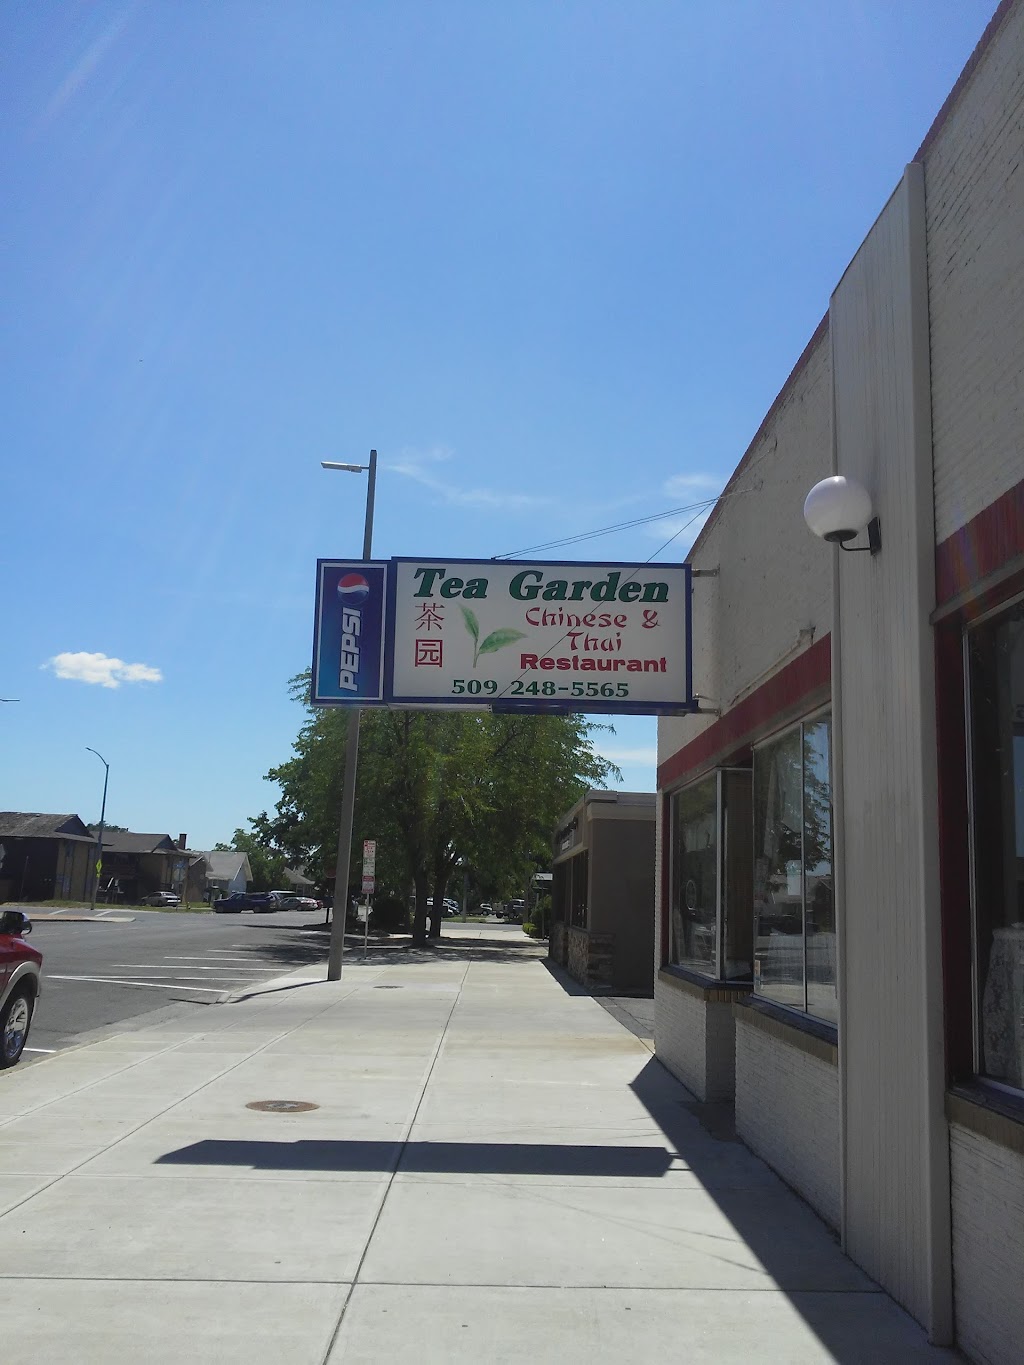 PEPSI
Tea Garden
茶
园
Chinese &
Thai
Restaurant
509 248-5565